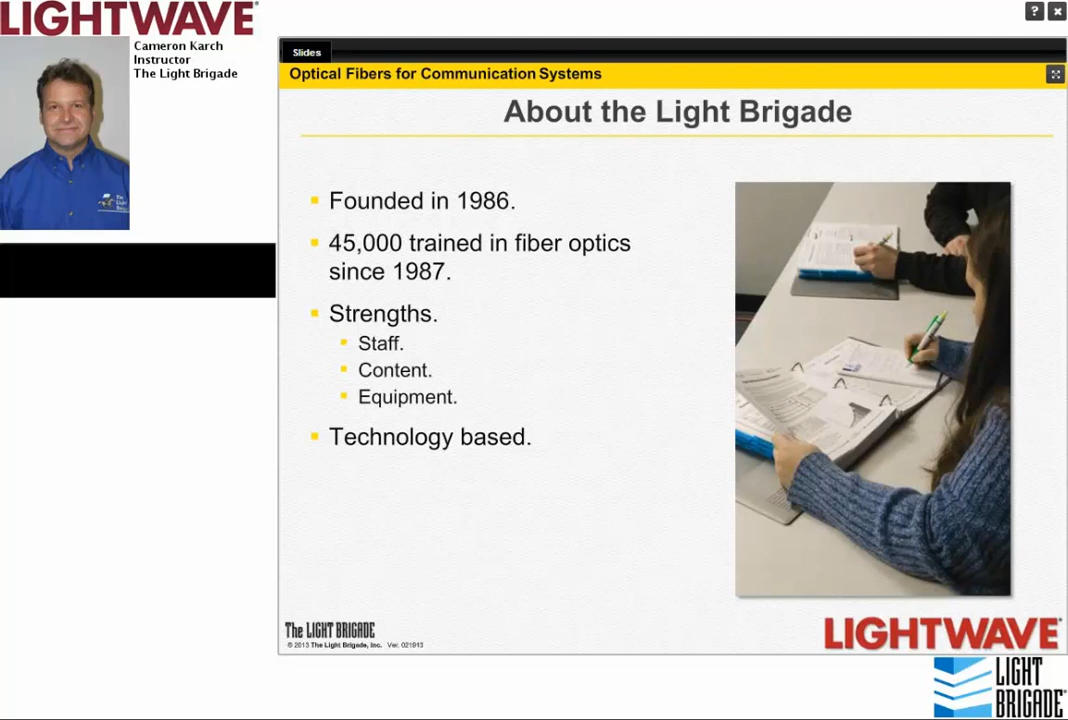 LIGHTWAVE
Cameron Karch
Instructor
The Light Brigade
?
Slides
Optical Fibers for Communication Systems
About the Light Brigade
Founded in 1986.
45,000 trained in fiber optics
since 1987.
Strengths.
Staff.
Content.
Equipment.
Technology based.
The LIGHT BRIGADE
© 2013 The Light Brigade, Inc. Ver. 021913
LIGHTWAVE
LIGHT
BRIGADE